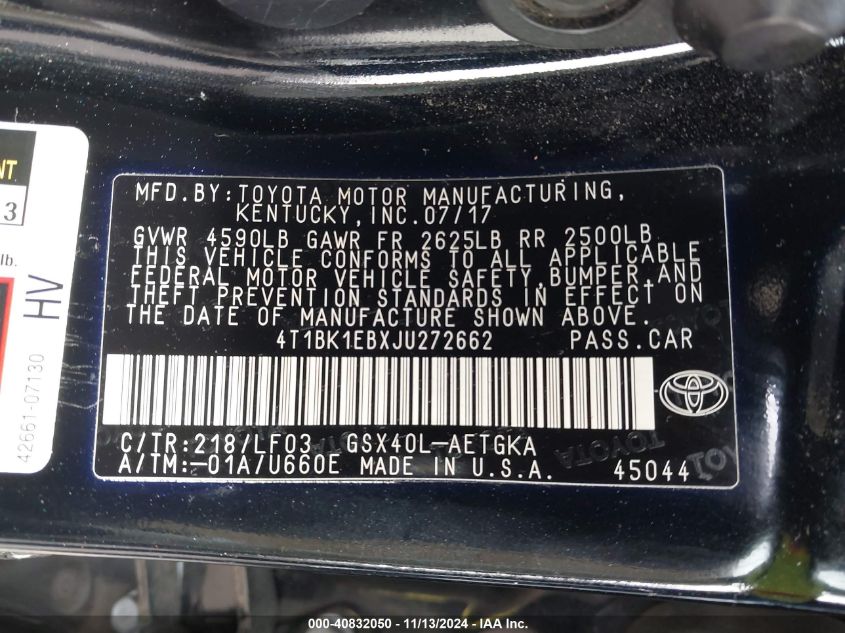 MFD.BY:TOYOTA MOTOR MANUFACTURING,
KENTUCKY,INC.07/17
GVWR 4590LB GAWR FR 2625LB RR 2500LB
THIS VEHICLE CONFORMS TO ALL APPLICABLE
FEDERAL MOTOR VEHICLE SAFETY,BUMPER,AND
THEFT PREVENTION STANDARDS IN EFFECT ON
THE DATE OF MANUFACTURE SHOWN ABOVE.
4T1BK1EBXJU272662 PASS.CAR
C/TR:218/LF03 GSX40L-AETGKA
A/TM:-01A/U660E MADE IN U.S.A. 45044
NT
3
lb.
HV
42661-07130
000-40832050 - 11/13/2024 - IAA Inc.